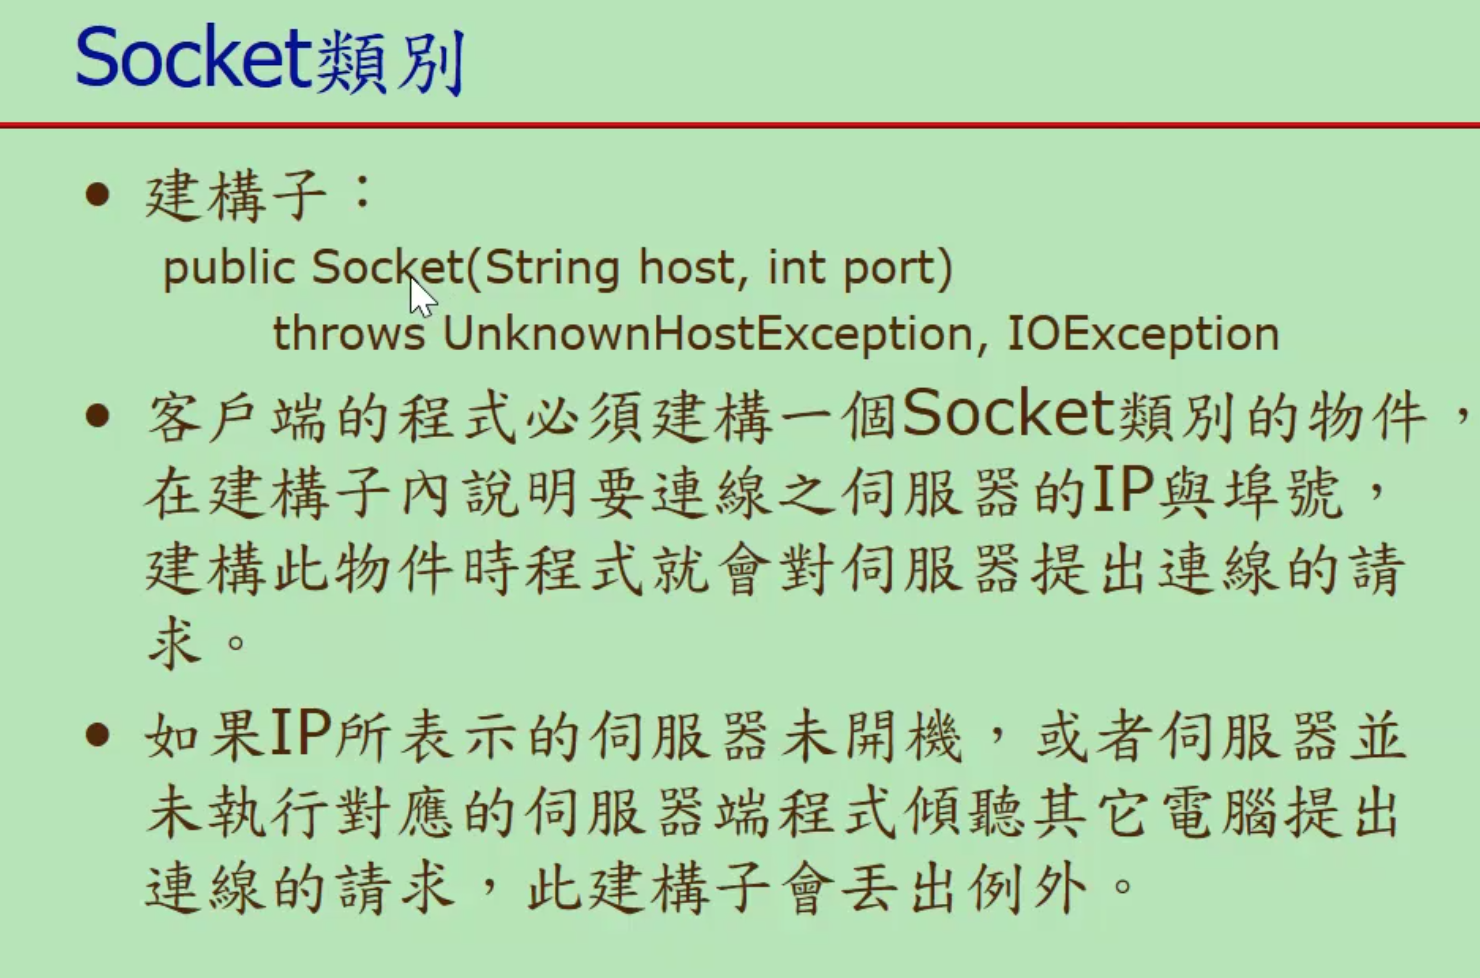 Socket類別
建構子：
public Socket(String host, int port)
throws UnknownHostException, IOException
客戶端的程式必須建構一個Socket類別的物件，
在建構子內說明要連線之伺服器的IP與埠號，
建構此物件時程式就會對伺服器提出連線的請
求。
如果IP所表示的伺服器未開機，或者伺服器並
未執行對應的伺服器端程式傾聽其它電腦提出
連線的請求，此建構子會丟出例外。